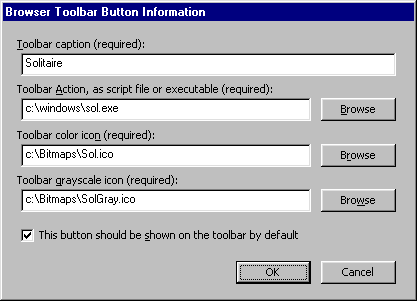 Browser Toolbar Button Information
Toolbar caption (required):
Solitaire
Toolbar Action, as script file or executable (required):
c:\windows\sol.exe
Browse
Toolbar color icon (required):
c:\Bitmaps\Sol.ico
Browse
Toolbar grayscale icon (required):
c:\Bitmaps\SolGray.ico
Browse
This button should be shown on the toolbar by default
OK
Cancel